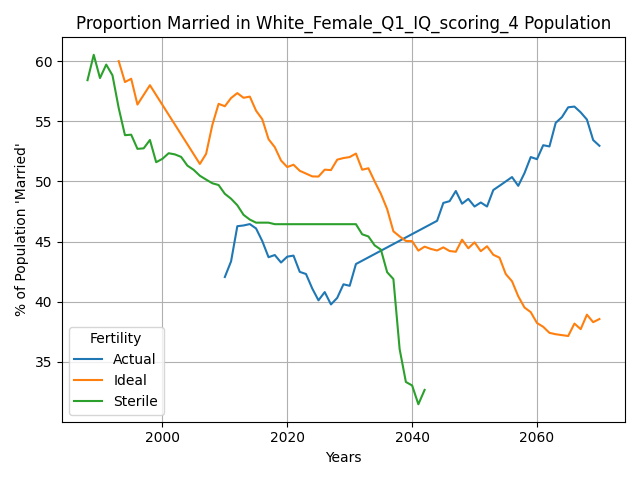 Proportion Married in White_Female_Q1_IQ_scoring_4 Population
% of Population 'Married'
60
55
50
45
40
35
Fertility
Actual
Ideal
Sterile
2000 2020 2040 2060
Years